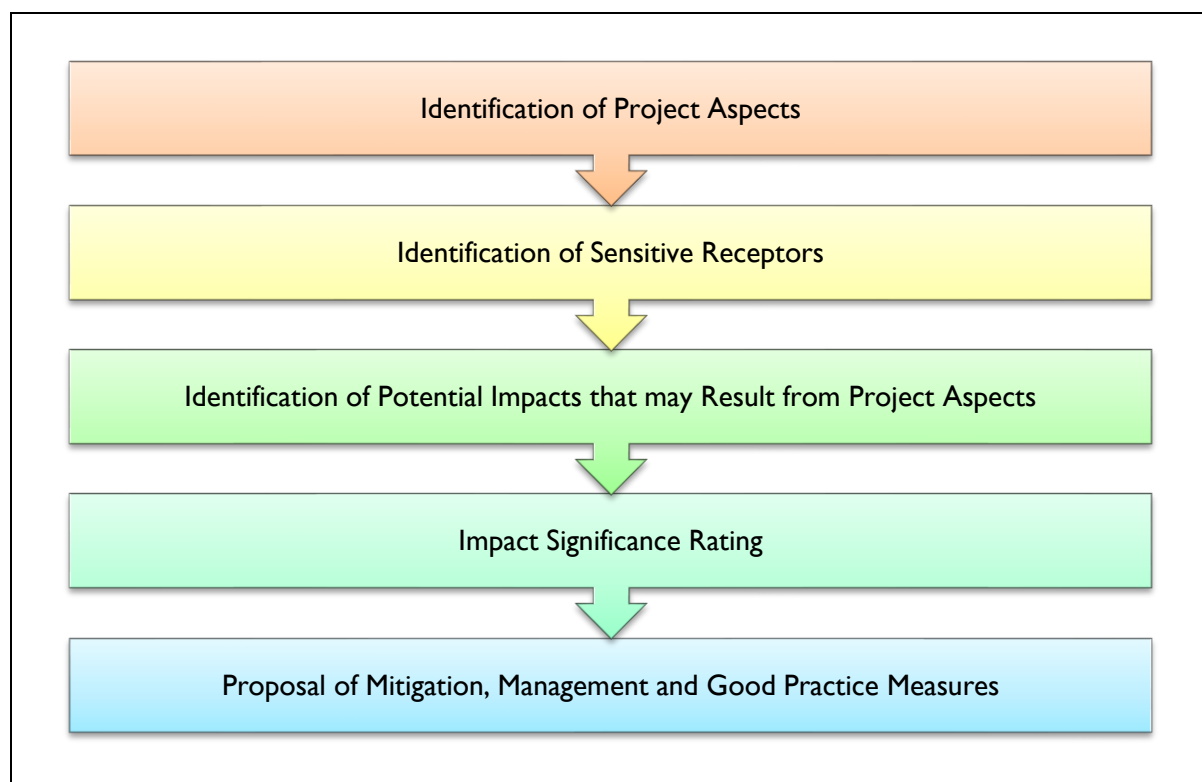 Identification of Project Aspects
Identification of Sensitive Receptors
Identification of Potential Impacts that may Result from Project Aspects
Impact Significance Rating
Proposal of Mitigation, Management and Good Practice Measures